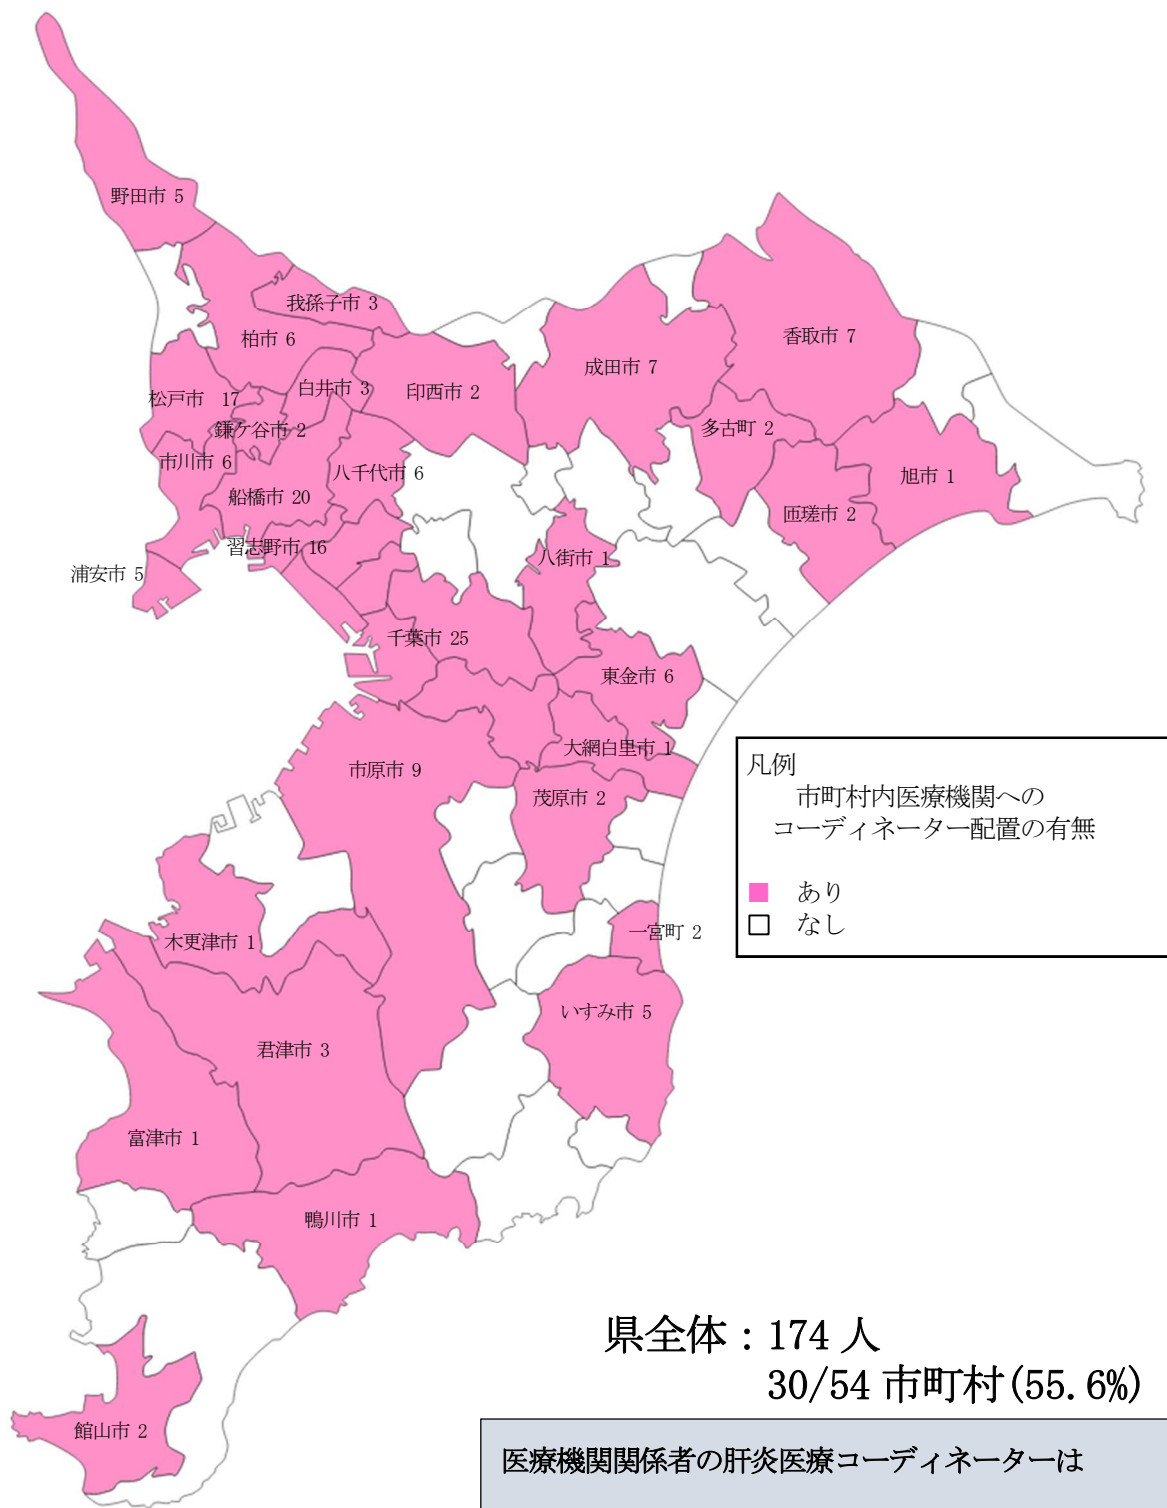 野田市 5
我孫子市 3
柏市 6
香取市 7
成田市 7
白井市 3
印西市 2
松戸市 17
鎌ケ谷市 2
多古町 2
市川市 6
八千代市 6
旭市 1
船橋市 20
匝瑳市 2
習志野市 16
八街市 1
浦安市 5
千葉市 25
東金市 6
大網白里市 1
市原市 9
茂原市 2
凡例
市町村内医療機関への
コーディネーター配置の有無
あり
なし
木更津市 1
一宮町 2
いすみ市 5
君津市 3
富津市 1
鴨川市 1
県全体：174 人
30/54 市町村(55.6%)
館山市 2
医療機関関係者の肝炎医療コーディネーターは